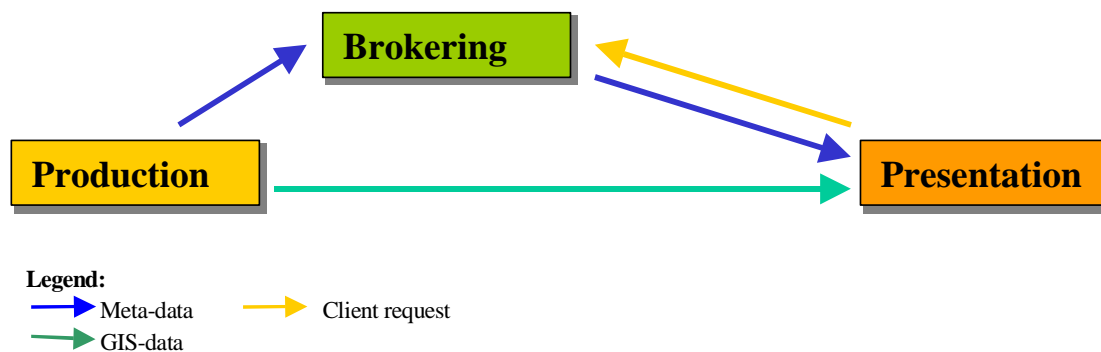 Brokering
Production
Presentation
Legend:
Meta-data
Client request
GIS-data